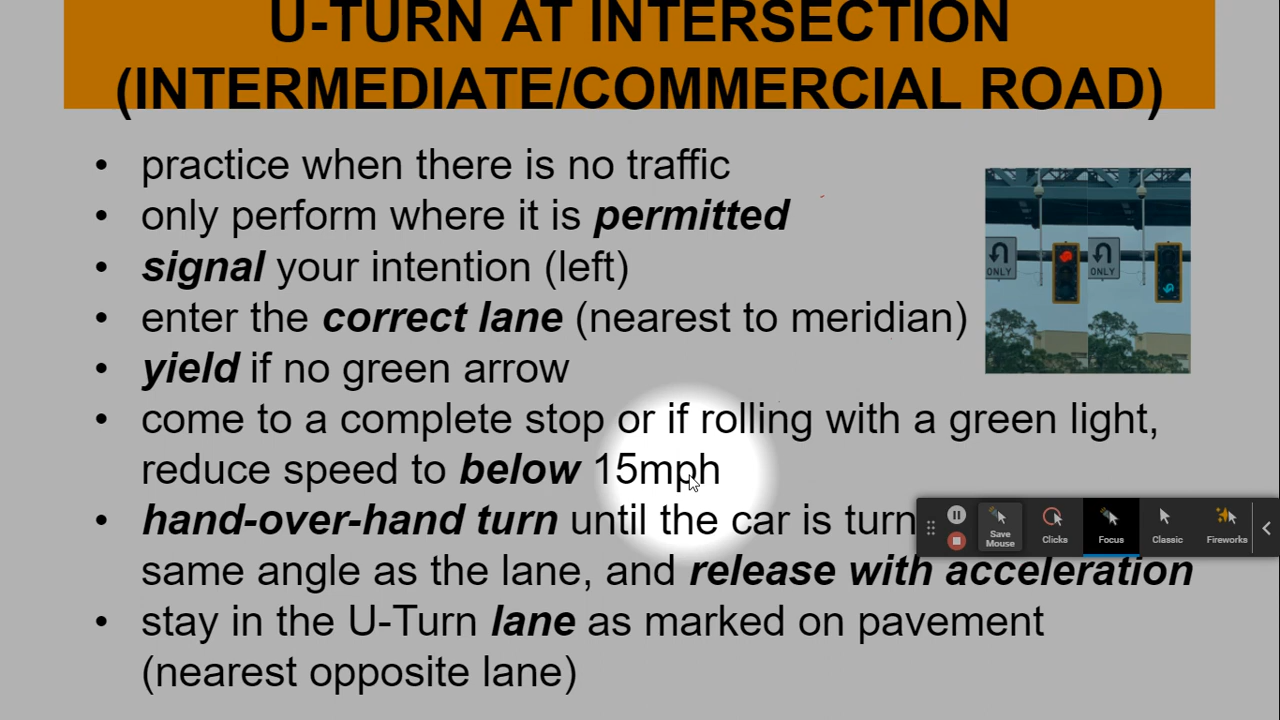 U-TURN AT INTERSECTION
(INTERMEDIATE/COMMERCIAL ROAD)
• practice when there is no traffic
• only perform where it is permitted
• signal your intention (left)
• enter the correct lane (nearest to meridian)
• yield if no green arrow
• come to a complete stop or if rolling with a green light,
reduce speed to below 15mph
• hand-over-hand turn until the car is turn
same angle as the lane, and release with acceleration
• stay in the U-Turn lane as marked on pavement
(nearest opposite lane)
ONLY
ONLY
Save
Mouse
Clicks
Focus
Classic
Fireworks